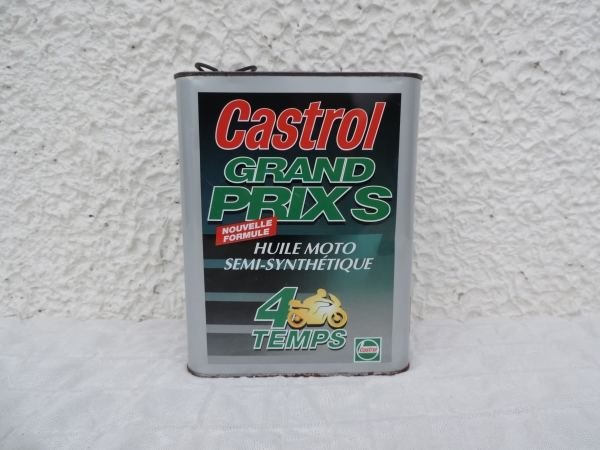 Castrol
GRAND
PRIX S
NOUVELLE
FORMULE
HUILE MOTO
SEMI-SYNTHÉTIQUE
4
TEMPS
Castrol